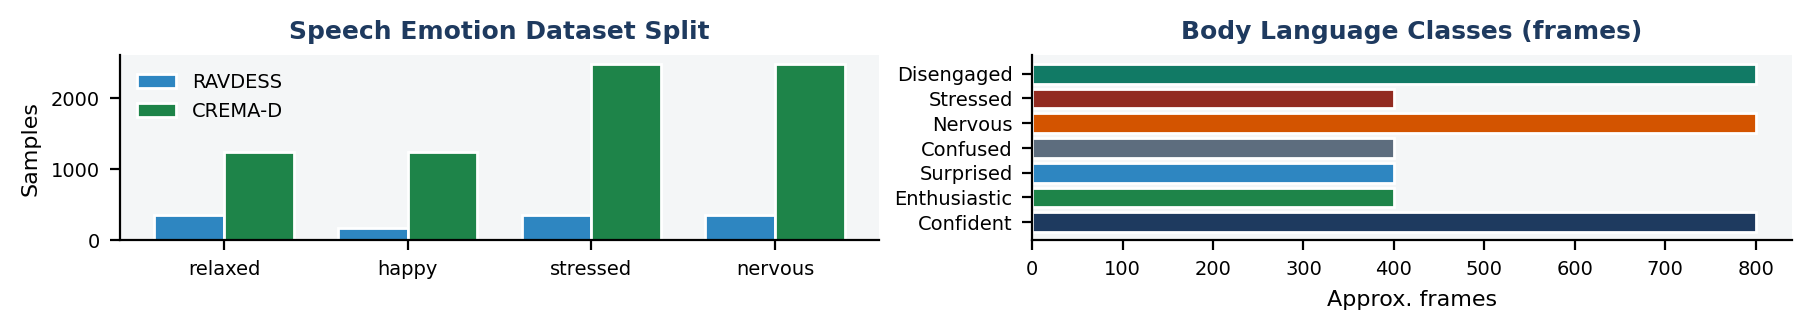 Speech Emotion Dataset Split
Samples
2000
1000
0
RAVDESS
CREMA-D
relaxed happy stressed nervous
Body Language Classes (frames)
Disengaged
Stressed
Nervous
Confused
Surprised
Enthusiastic
Confident
0 100 200 300 400 500 600 700 800
Approx. frames